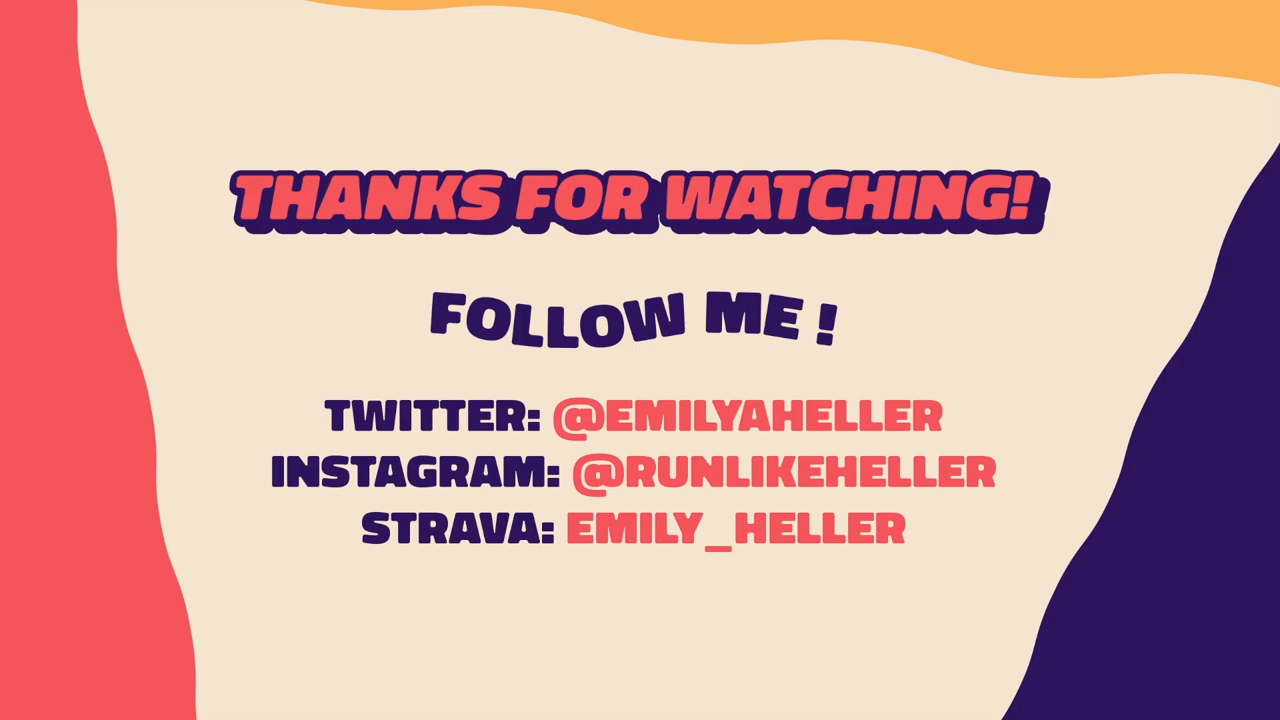 THANKS FOR WATCHING!
FOLLOW ME !
TWITTER: @EMILYAHELLER
INSTAGRAM: @RUNLIKEHELLER
STRAVA: EMILY_HELLER